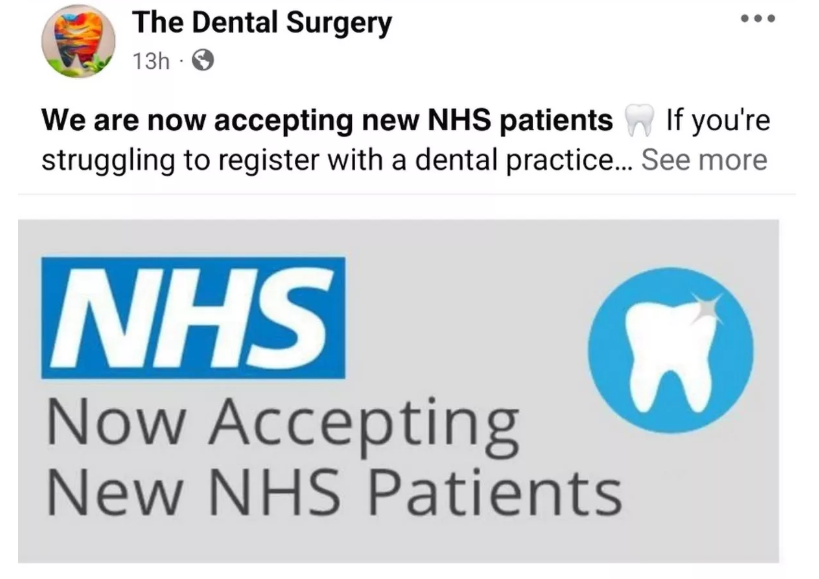 The Dental Surgery
13h ·
We are now accepting new NHS patients 🦷 If you're
struggling to register with a dental practice... See more
NHS
Now Accepting
New NHS Patients